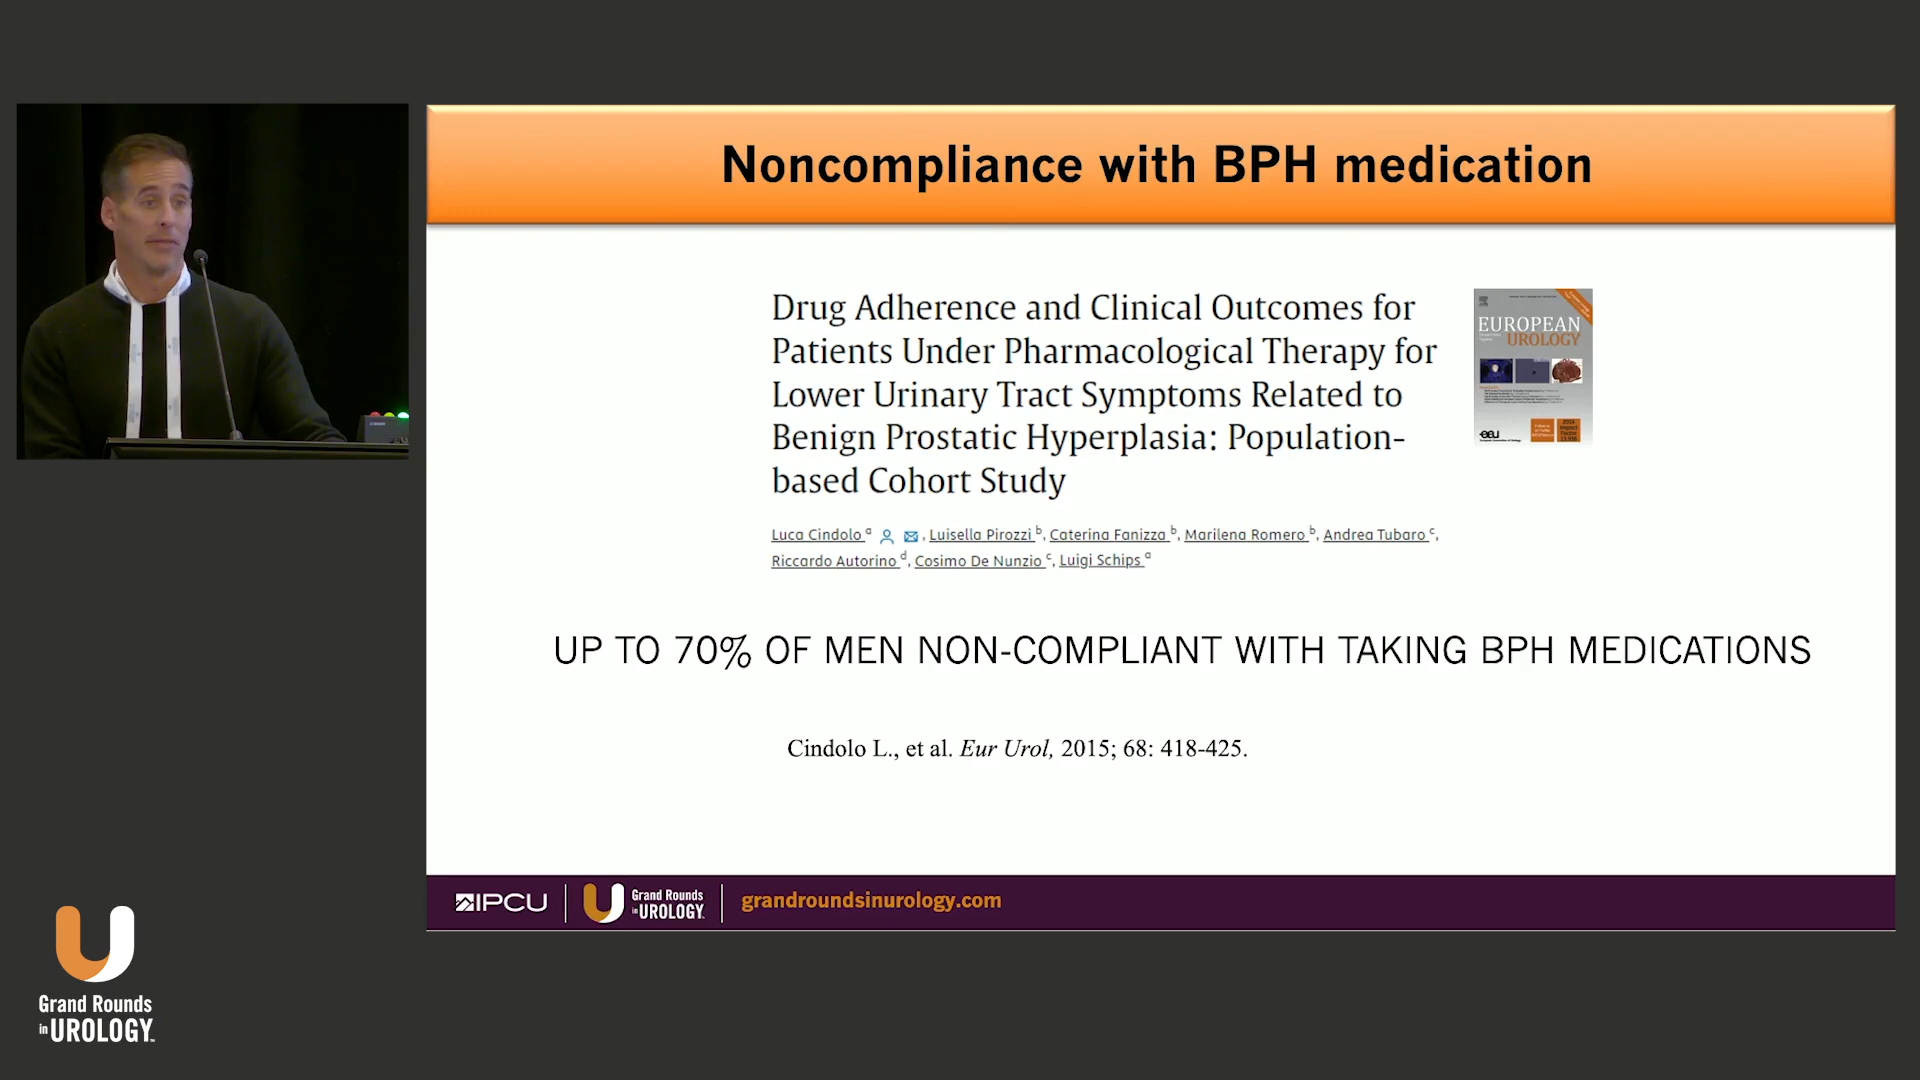 Noncompliance with BPH medication
Drug Adherence and Clinical Outcomes for
Patients Under Pharmacological Therapy for
Lower Urinary Tract Symptoms Related to
Benign Prostatic Hyperplasia: Population-
based Cohort Study
EUROPEAN
UROLOGY
eau
Luca Cindolo a , Luisella Pirozzi b, Caterina Fanizza b, Marilena Romero b, Andrea Tubaro c,
Riccardo Autorino d, Cosimo De Nunzio c, Luigi Schips a
UP TO 70% OF MEN NON-COMPLIANT WITH TAKING BPH MEDICATIONS
Cindolo L., et al. Eur Urol, 2015; 68: 418-425.
IPCU
Grand Rounds
in UROLOGY
grandroundsinurology.com
Grand Rounds
in UROLOGY